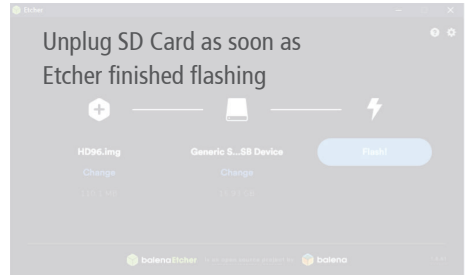 Etcher
Unplug SD Card as soon as
Etcher finished flashing
HD96.img
Generic S...SB Device
Flash!
Change
Change
balenaEtcher
balena